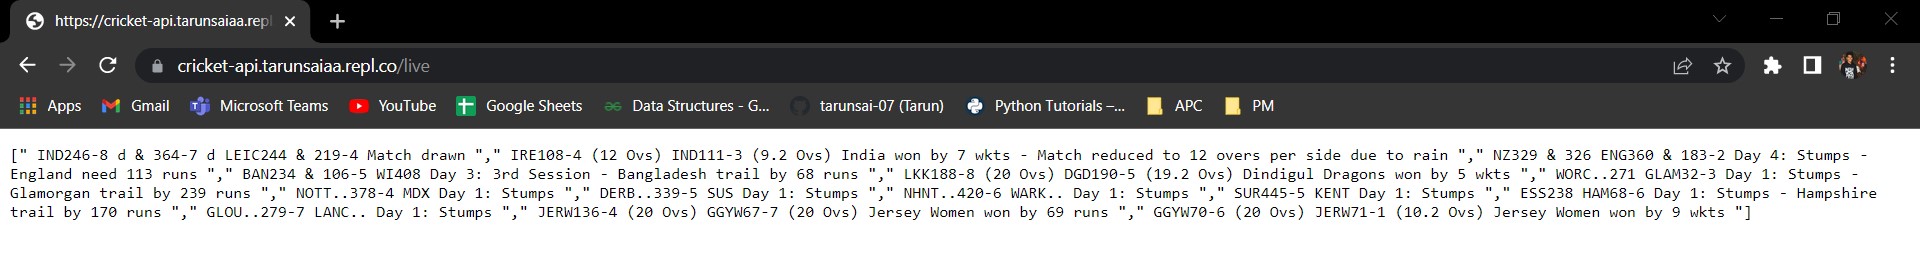 https://cricket-api.tarunsaiaa.repl
cricket-api.tarunsaiaa.repl.co/live
Apps Gmail Microsoft Teams YouTube Google Sheets Data Structures - G... tarunsai-07 (Tarun) Python Tutorials –... APC PM
[" IND246-8 d & 364-7 d LEIC244 & 219-4 Match drawn "," IRE108-4 (12 Ovs) IND111-3 (9.2 Ovs) India won by 7 wkts - Match reduced to 12 overs per side due to rain "," NZ329 & 326 ENG360 & 183-2 Day 4: Stumps -
England need 113 runs "," BAN234 & 106-5 WI408 Day 3: 3rd Session - Bangladesh trail by 68 runs "," LKK188-8 (20 Ovs) DGD190-5 (19.2 Ovs) Dindigul Dragons won by 5 wkts "," WORC..271 GLAM32-3 Day 1: Stumps -
Glamorgan trail by 239 runs "," NOTT..378-4 MDX Day 1: Stumps "," DERB..339-5 SUS Day 1: Stumps "," NHNT..420-6 WARK.. Day 1: Stumps "," SUR445-5 KENT Day 1: Stumps "," ESS238 HAM68-6 Day 1: Stumps - Hampshire
trail by 170 runs "," GLOU..279-7 LANC.. Day 1: Stumps "," JERW136-4 (20 Ovs) GGYW67-7 (20 Ovs) Jersey Women won by 69 runs "," GGYW70-6 (20 Ovs) JERW71-1 (10.2 Ovs) Jersey Women won by 9 wkts "]